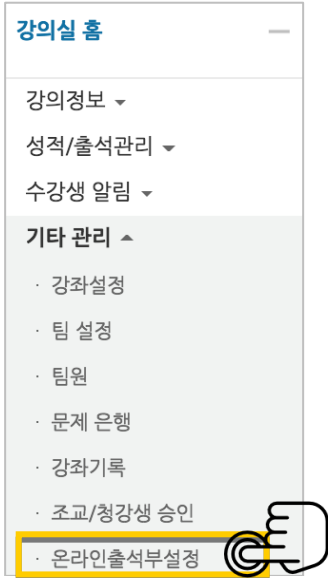 강의실 홈
강의정보
성적/출석관리
수강생 알림
기타 관리
· 강좌설정
· 팀 설정
· 팀원
· 문제 은행
· 강좌기록
· 조교/청강생 승인
· 온라인출석부설정